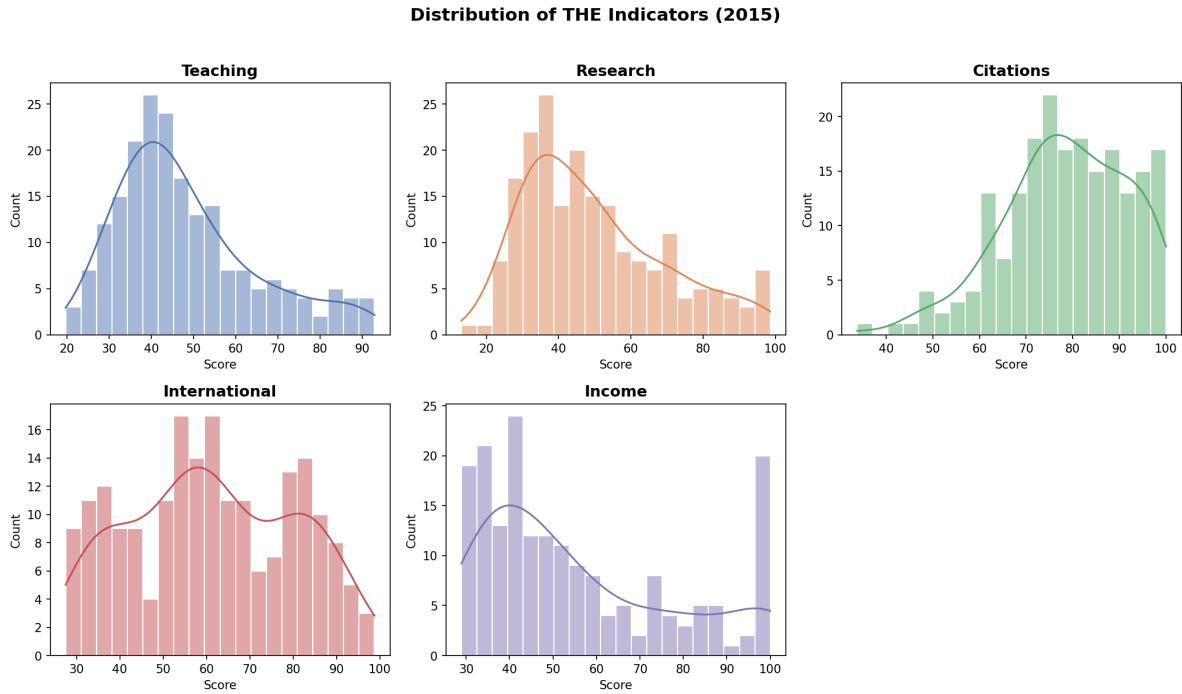 Distribution of THE Indicators (2015)
Teaching
Count
0
5
10
15
20
25
20 30 40 50 60 70 80 90
Score
Research
Count
0
5
10
15
20
25
20 40 60 80 100
Score
Citations
Count
0
5
10
15
20
40 50 60 70 80 90 100
Score
International
Count
0
2
4
6
8
10
12
14
16
30 40 50 60 70 80 90 100
Score
Income
Count
0
5
10
15
20
25
30 40 50 60 70 80 90 100
Score